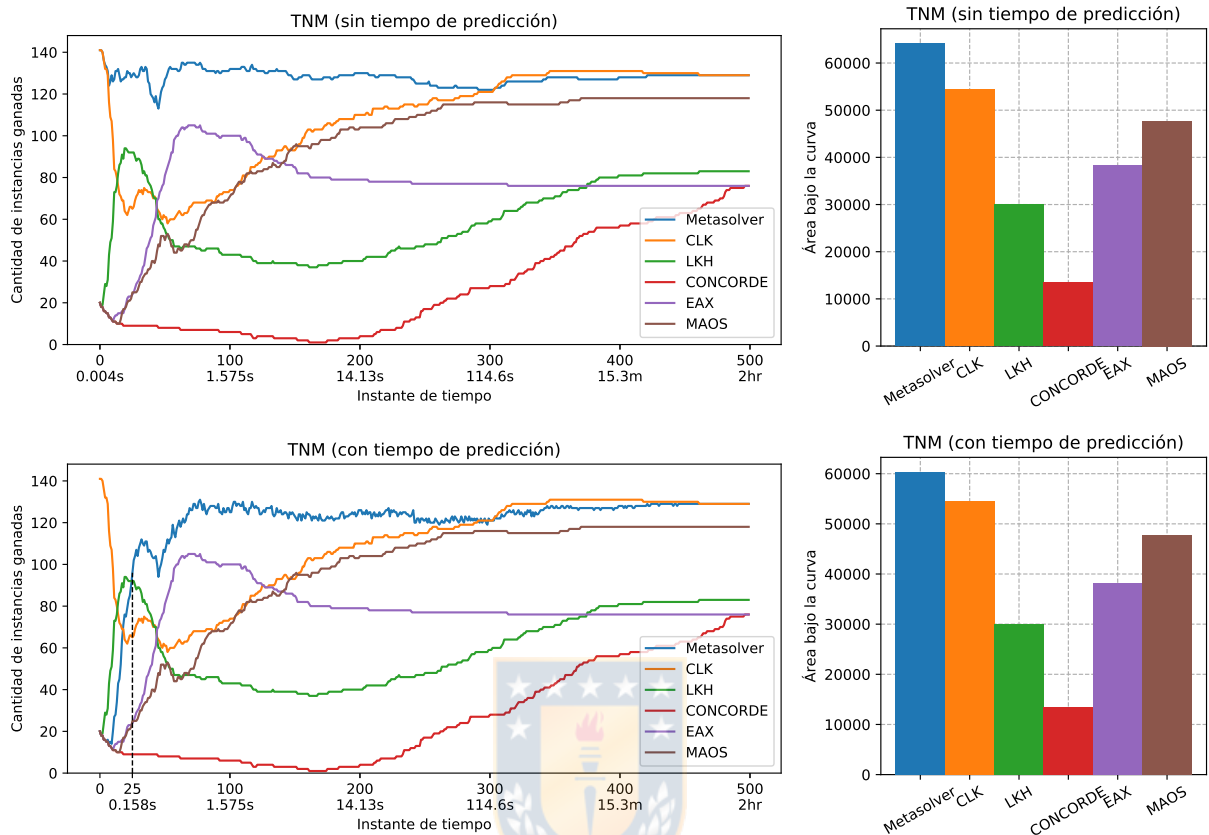 TNM (sin tiempo de predicción)
Cantidad de instancias ganadas
140
120
100
80
60
40
20
0
Metasolver
CLK
LKH
CONCORDE
EAX
MAOS
0 100 200 300 400 500
0.004s 1.575s 14.13s 114.6s 15.3m 2hr
Instante de tiempo
TNM (sin tiempo de predicción)
Área bajo la curva
60000
50000
40000
30000
20000
10000
0
Metasolver CLK LKH CONCORDE EAX MAOS
TNM (con tiempo de predicción)
Cantidad de instancias ganadas
140
120
100
80
60
40
20
0
Metasolver
CLK
LKH
CONCORDE
EAX
MAOS
0 25 100 200 300 400 500
0.158s 1.575s 14.13s 114.6s 15.3m 2hr
Instante de tiempo
TNM (con tiempo de predicción)
Área bajo la curva
60000
50000
40000
30000
20000
10000
0
Metasolver CLK LKH CONCORDE EAX MAOS